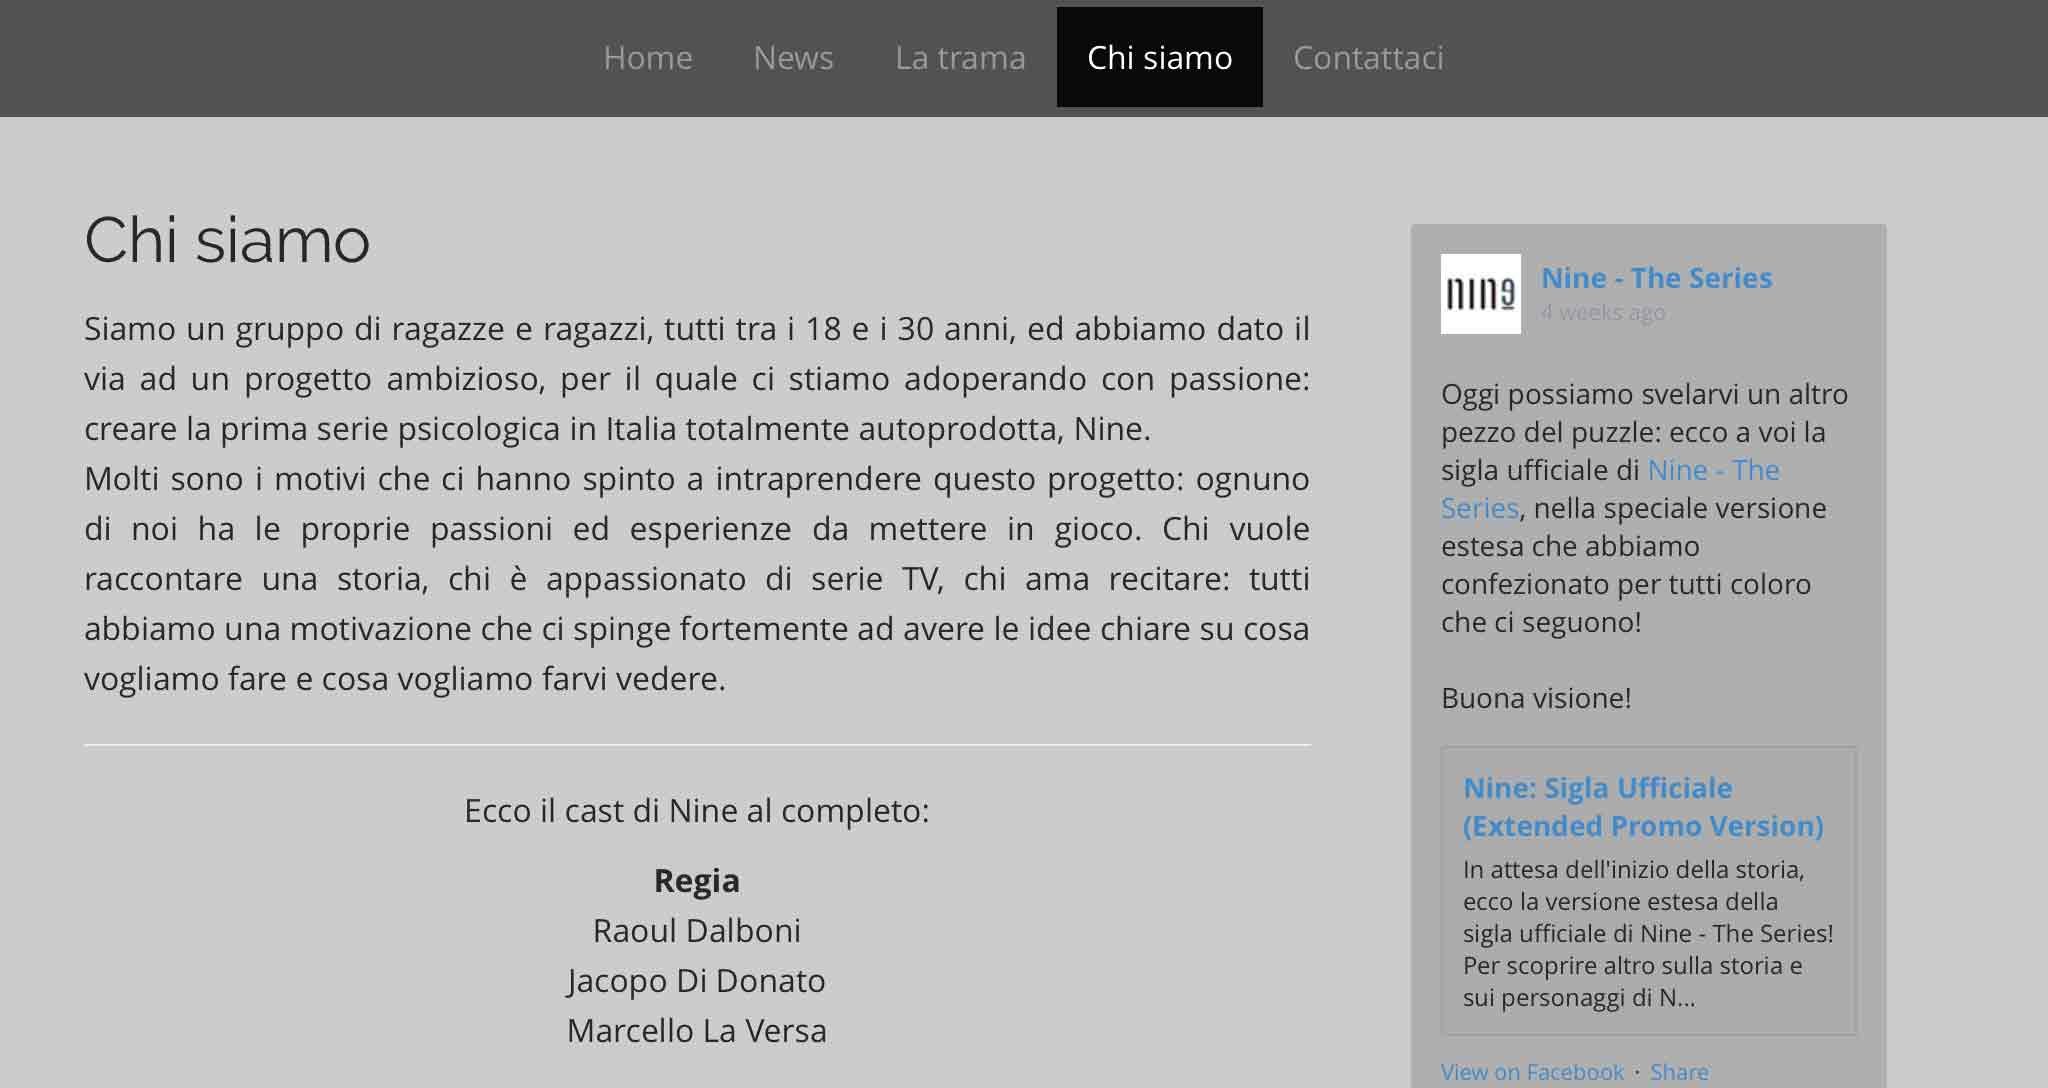 Home News La trama Chi siamo Contattaci
Chi siamo
Siamo un gruppo di ragazze e ragazzi, tutti tra i 18 e i 30 anni, ed abbiamo dato il
via ad un progetto ambizioso, per il quale ci stiamo adoperando con passione:
creare la prima serie psicologica in Italia totalmente autoprodotta, Nine.
Molti sono i motivi che ci hanno spinto a intraprendere questo progetto: ognuno
di noi ha le proprie passioni ed esperienze da mettere in gioco. Chi vuole
raccontare una storia, chi è appassionato di serie TV, chi ama recitare: tutti
abbiamo una motivazione che ci spinge fortemente ad avere le idee chiare su cosa
vogliamo fare e cosa vogliamo farvi vedere.
Ecco il cast di Nine al completo:
Regia
Raoul Dalboni
Jacopo Di Donato
Marcello La Versa
nin9
Nine - The Series
4 weeks ago
Oggi possiamo svelarvi un altro
pezzo del puzzle: ecco a voi la
sigla ufficiale di Nine - The
Series, nella speciale versione
estesa che abbiamo
confezionato per tutti coloro
che ci seguono!
Buona visione!
Nine: Sigla Ufficiale
(Extended Promo Version)
In attesa dell'inizio della storia,
ecco la versione estesa della
sigla ufficiale di Nine - The Series!
Per scoprire altro sulla storia e
sui personaggi di N...
View on Facebook · Share